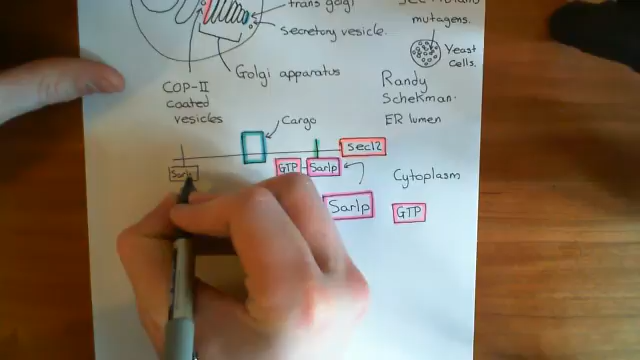 trans golgi
secretory vesicle.
Golgi apparatus
mutagens.
Yeast
cells.
COP-II
coated
vesicles
Randy
Schekman.
ER lumen
Cargo
Sec12
GTP
Sar1p
Cytoplasm
Sar1p
GTP